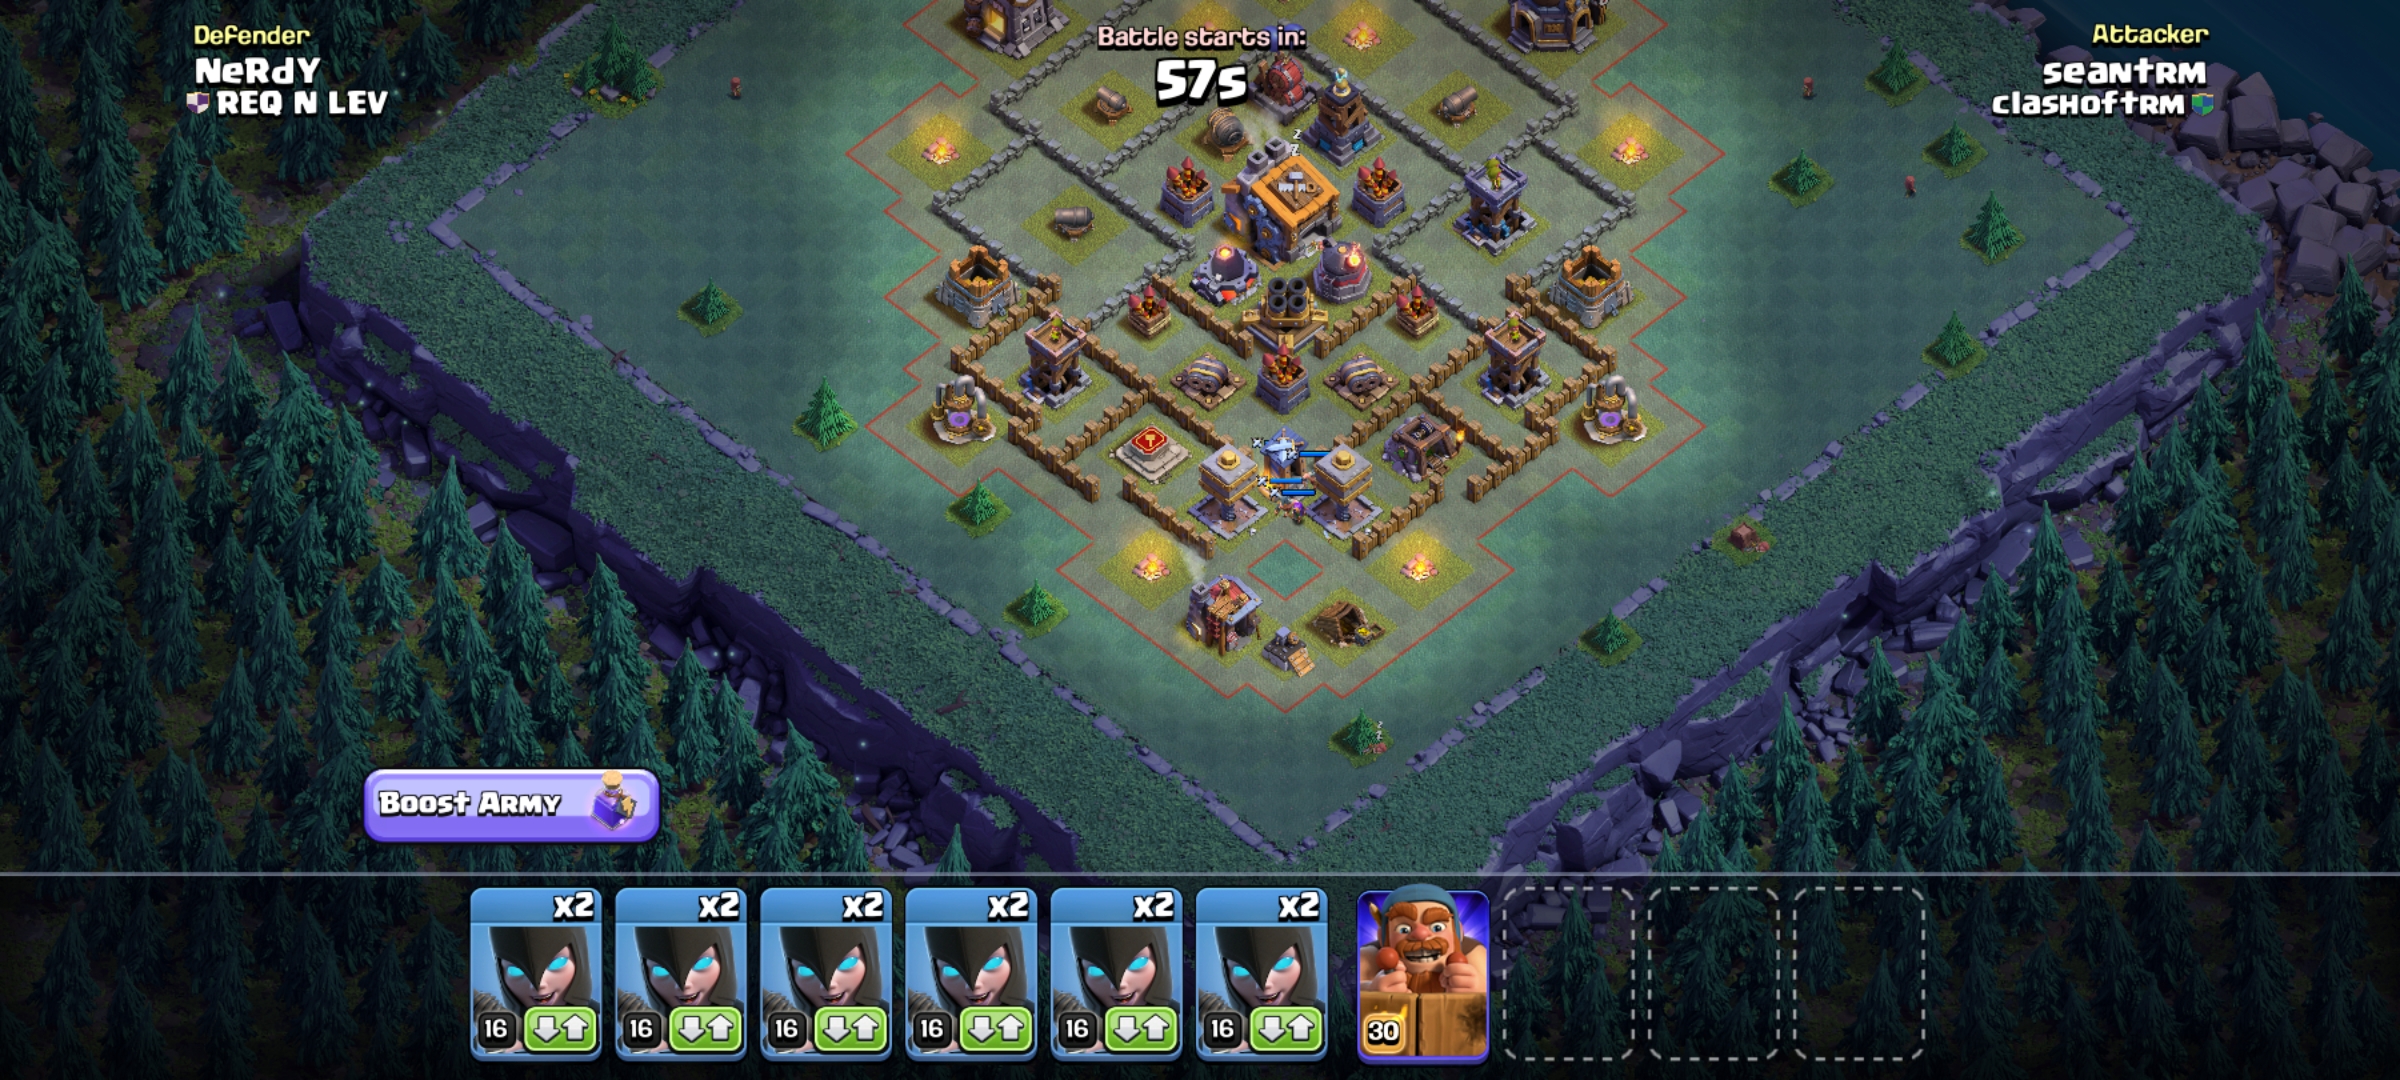 Defender
NeRdY
REQ N LEV
Battle starts in:
57s
Attacker
seantRM
clashoftRM
Boost Army
x2
x2
x2
x2
x2
x2
16
16
16
16
16
16
30